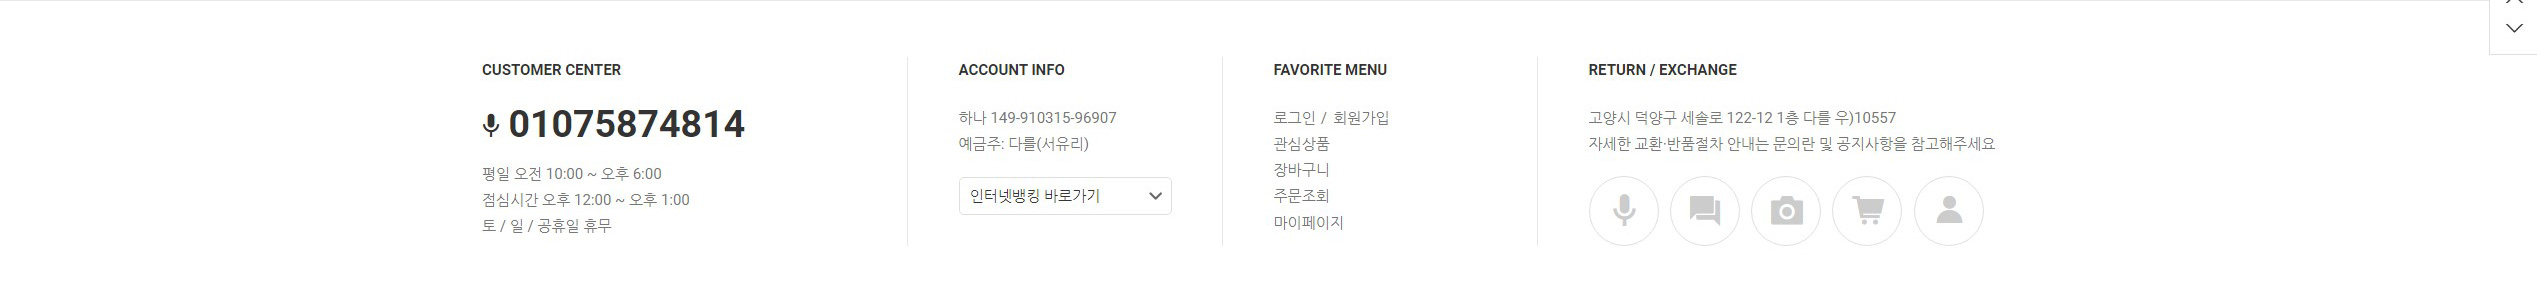 CUSTOMER CENTER
01075874814
평일 오전 10:00 ~ 오후 6:00
점심시간 오후 12:00 ~ 오후 1:00
토 / 일 / 공휴일 휴무
ACCOUNT INFO
하나 149-910315-96907
예금주: 다를(서유리)
인터넷뱅킹 바로가기
FAVORITE MENU
로그인 / 회원가입
관심상품
장바구니
주문조회
마이페이지
RETURN / EXCHANGE
고양시 덕양구 세솔로 122-12 1층 다를 우)10557
자세한 교환·반품절차 안내는 문의란 및 공지사항을 참고해주세요